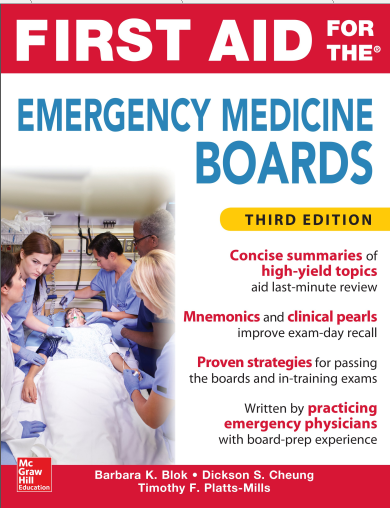 FIRST AID FOR
THE®
EMERGENCY MEDICINE
BOARDS
THIRD EDITION
Concise summaries of
high-yield topics
aid last-minute review
Mnemonics and clinical pearls
improve exam-day recall
Proven strategies for passing
the boards and in-training exams
Written by practicing
emergency physicians
with board-prep experience
Mc
Graw
Hill
Education
Barbara K. Blok • Dickson S. Cheung
Timothy F. Platts-Mills